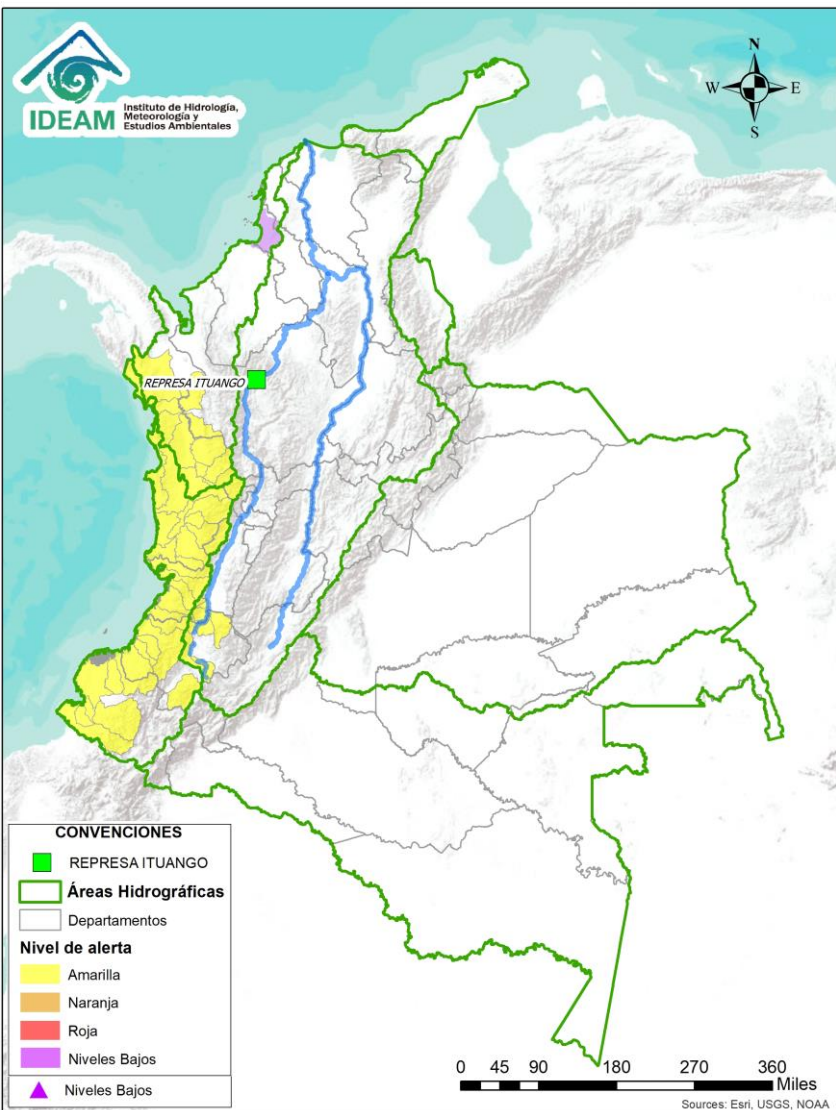 IDEAM
Instituto de Hidrología,
Meteorología y
Estudios Ambientales
N
W
E
S
REPRESA ITUANGO
CONVENCIONES
REPRESA ITUANGO
Áreas Hidrográficas
Departamentos
Nivel de alerta
Amarilla
Naranja
Roja
Niveles Bajos
Niveles Bajos
0 45 90 180 270 360
Miles
Sources: Esri, USGS, NOAA